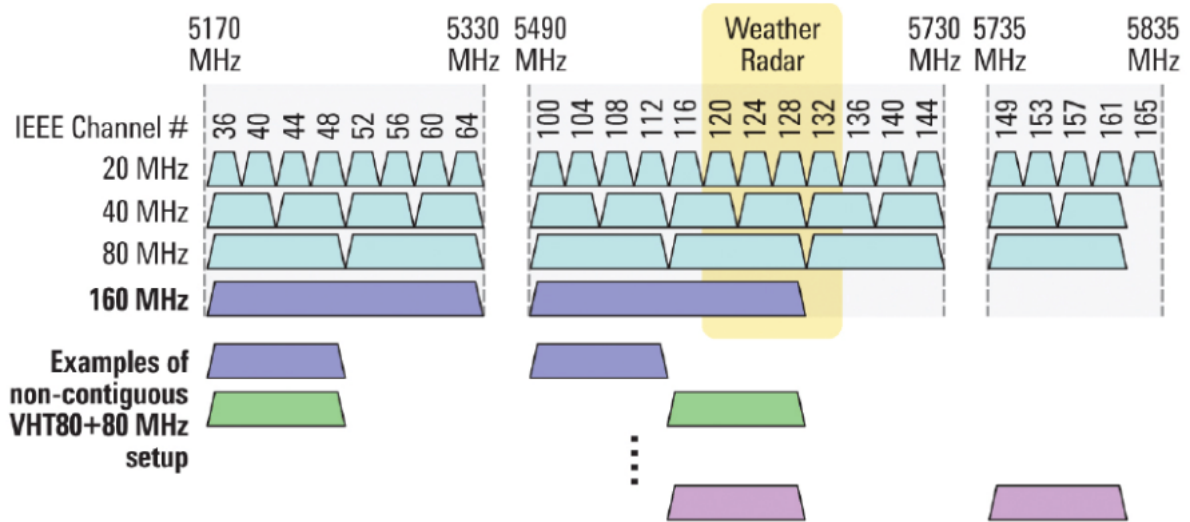 5170 MHz 5330 MHz 5490 MHz Weather Radar 5730 MHz 5735 MHz 5835 MHz
IEEE Channel # 36 40 44 48 52 56 60 64 100 104 108 112 116 120 124 128 132 136 140 144 149 153 157 161 165
20 MHz
40 MHz
80 MHz
160 MHz
Examples of
non-contiguous
VHT80+80 MHz
setup